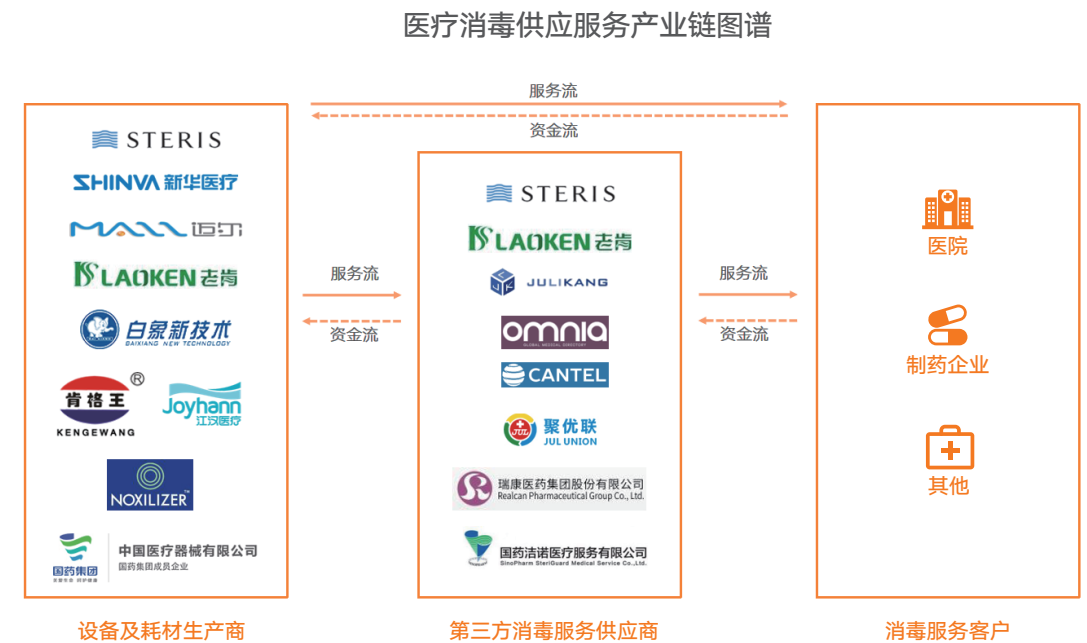 医疗消毒供应服务产业链图谱
服务流
资金流
STERIS
SHINVA 新华医疗
MALL 迈尔
LAOKEN 老肯
白象新技术
BAIXIANG NEW TECHNOLOGY
肯格王 ®
KENGEWANG
Joyhann
江汉医疗
NOXILIZER™
国药集团
中国医疗器械有限公司
国药集团成员企业
设备及耗材生产商
服务流
资金流
STERIS
LAOKEN 老肯
JULIKANG
omnia
GLOBAL MEDICAL DIRECTORY
CANTEL
JUL
聚优联
JUL UNION
瑞康医药集团股份有限公司
Realcan Pharmaceutical Group Co., Ltd.
国药洁诺医疗服务有限公司
SinoPharm SteriGuard Medical Service Co.,Ltd.
第三方消毒服务供应商
服务流
资金流
医院
制药企业
其他
消毒服务客户